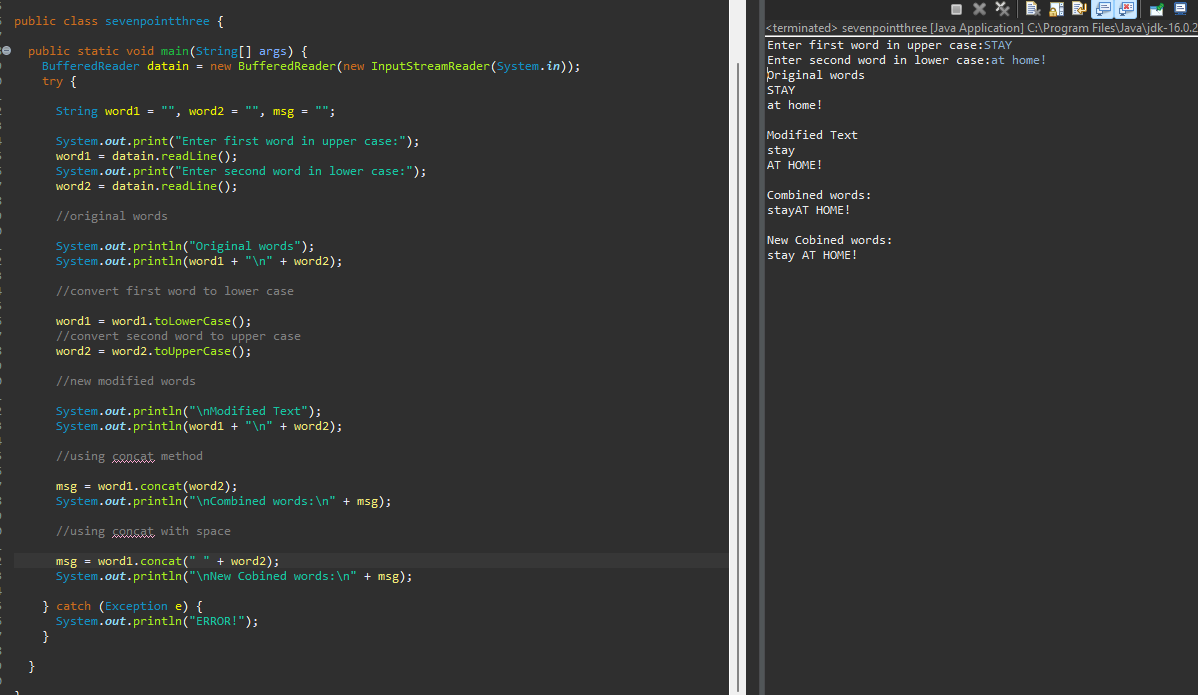 public class sevenpointthree {
public static void main(String[] args) {
BufferedReader datain = new BufferedReader(new InputStreamReader(System.in));
try {
String word1 = "", word2 = "", msg = "";
System.out.print("Enter first word in upper case:");
word1 = datain.readLine();
System.out.print("Enter second word in lower case:");
word2 = datain.readLine();
//original words
System.out.println("Original words");
System.out.println(word1 + "\n" + word2);
//convert first word to lower case
word1 = word1.toLowerCase();
//convert second word to upper case
word2 = word2.toUpperCase();
//new modified words
System.out.println("\nModified Text");
System.out.println(word1 + "\n" + word2);
//using concat method
msg = word1.concat(word2);
System.out.println("\nCombined words:\n" + msg);
//using concat with space
msg = word1.concat(" " + word2);
System.out.println("\nNew Cobined words:\n" + msg);
} catch (Exception e) {
System.out.println("ERROR!");
}
}
<terminated> sevenpointthree [Java Application] C:\Program Files\Java\jdk-16.0.2
Enter first word in upper case:STAY
Enter second word in lower case:at home!
Original words
STAY
at home!
Modified Text
stay
AT HOME!
Combined words:
stayAT HOME!
New Cobined words:
stay AT HOME!